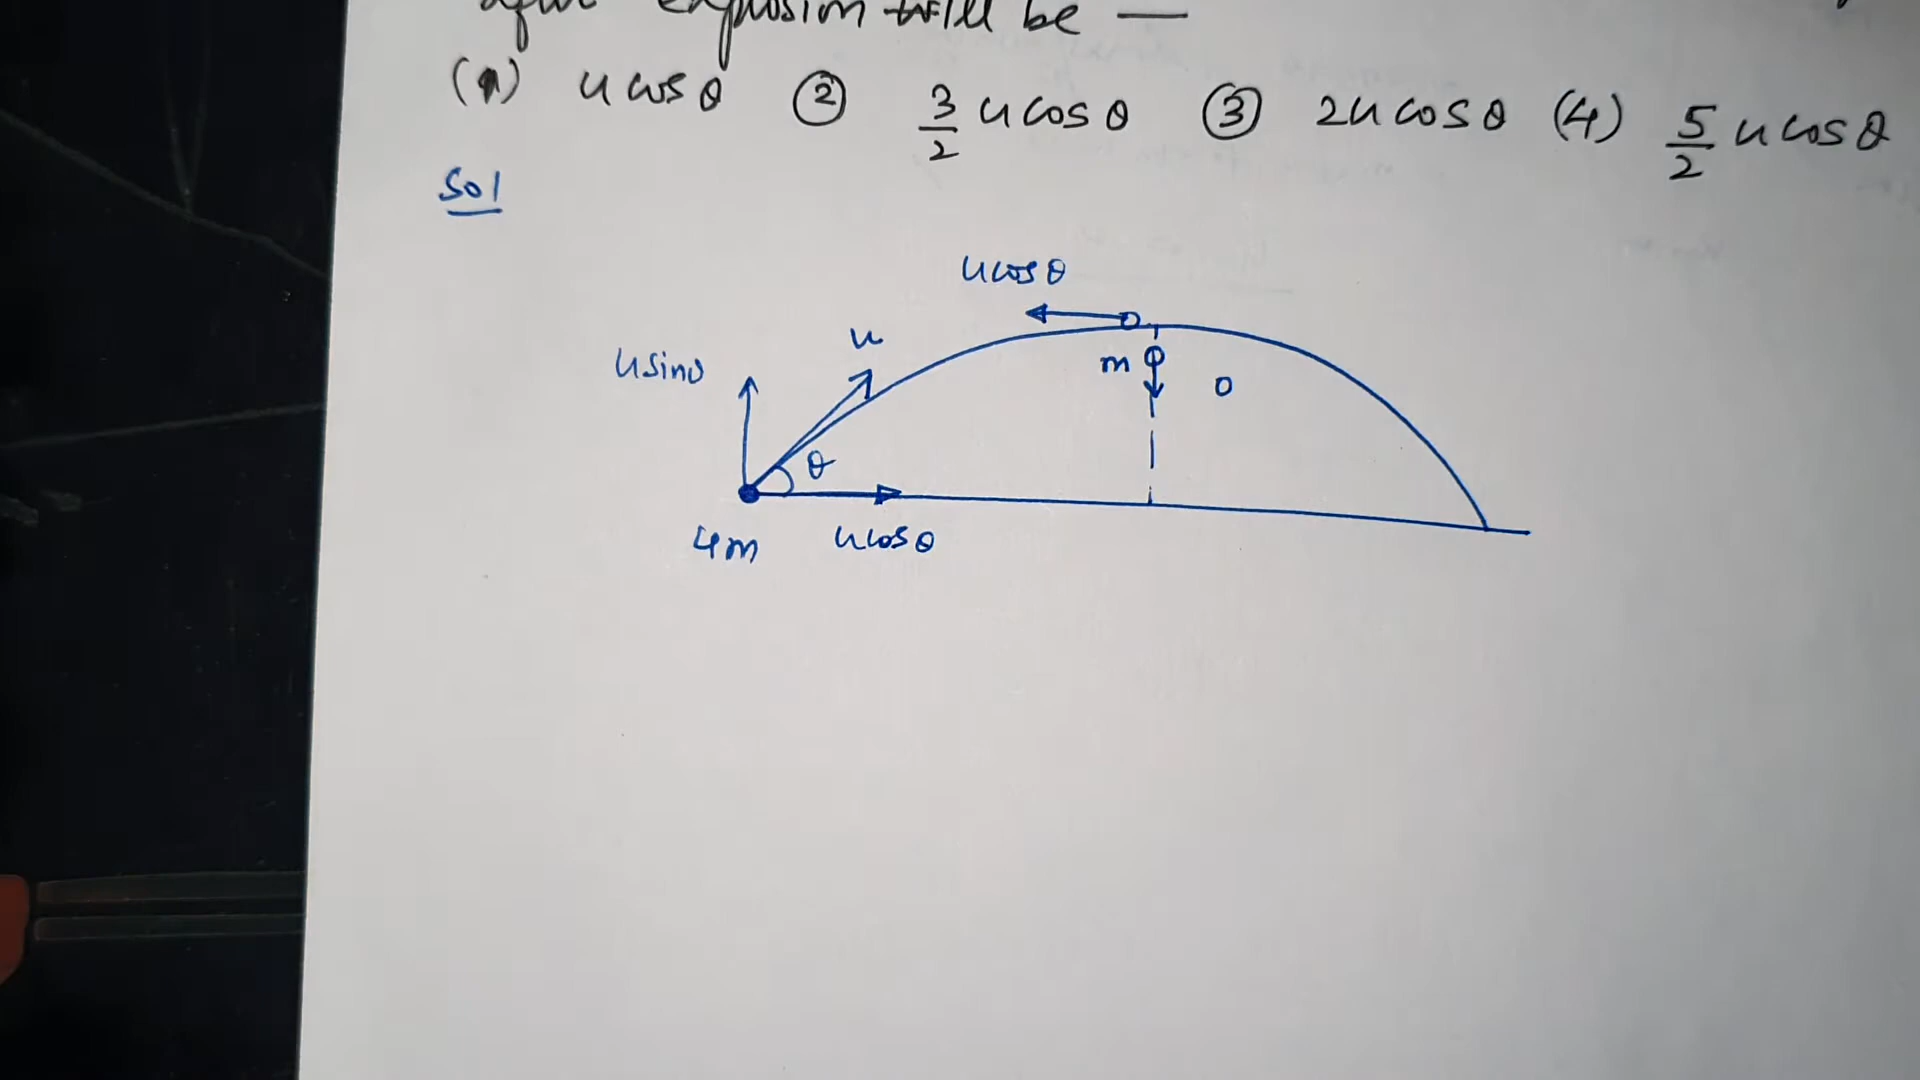 after explosion will be —
(1) u cos θ ② 3/2 u cos θ ③ 2u cos θ (4) 5/2 u cos θ
Sol
u cos θ
u
u sin θ
m
0
θ
4m
u cos θ